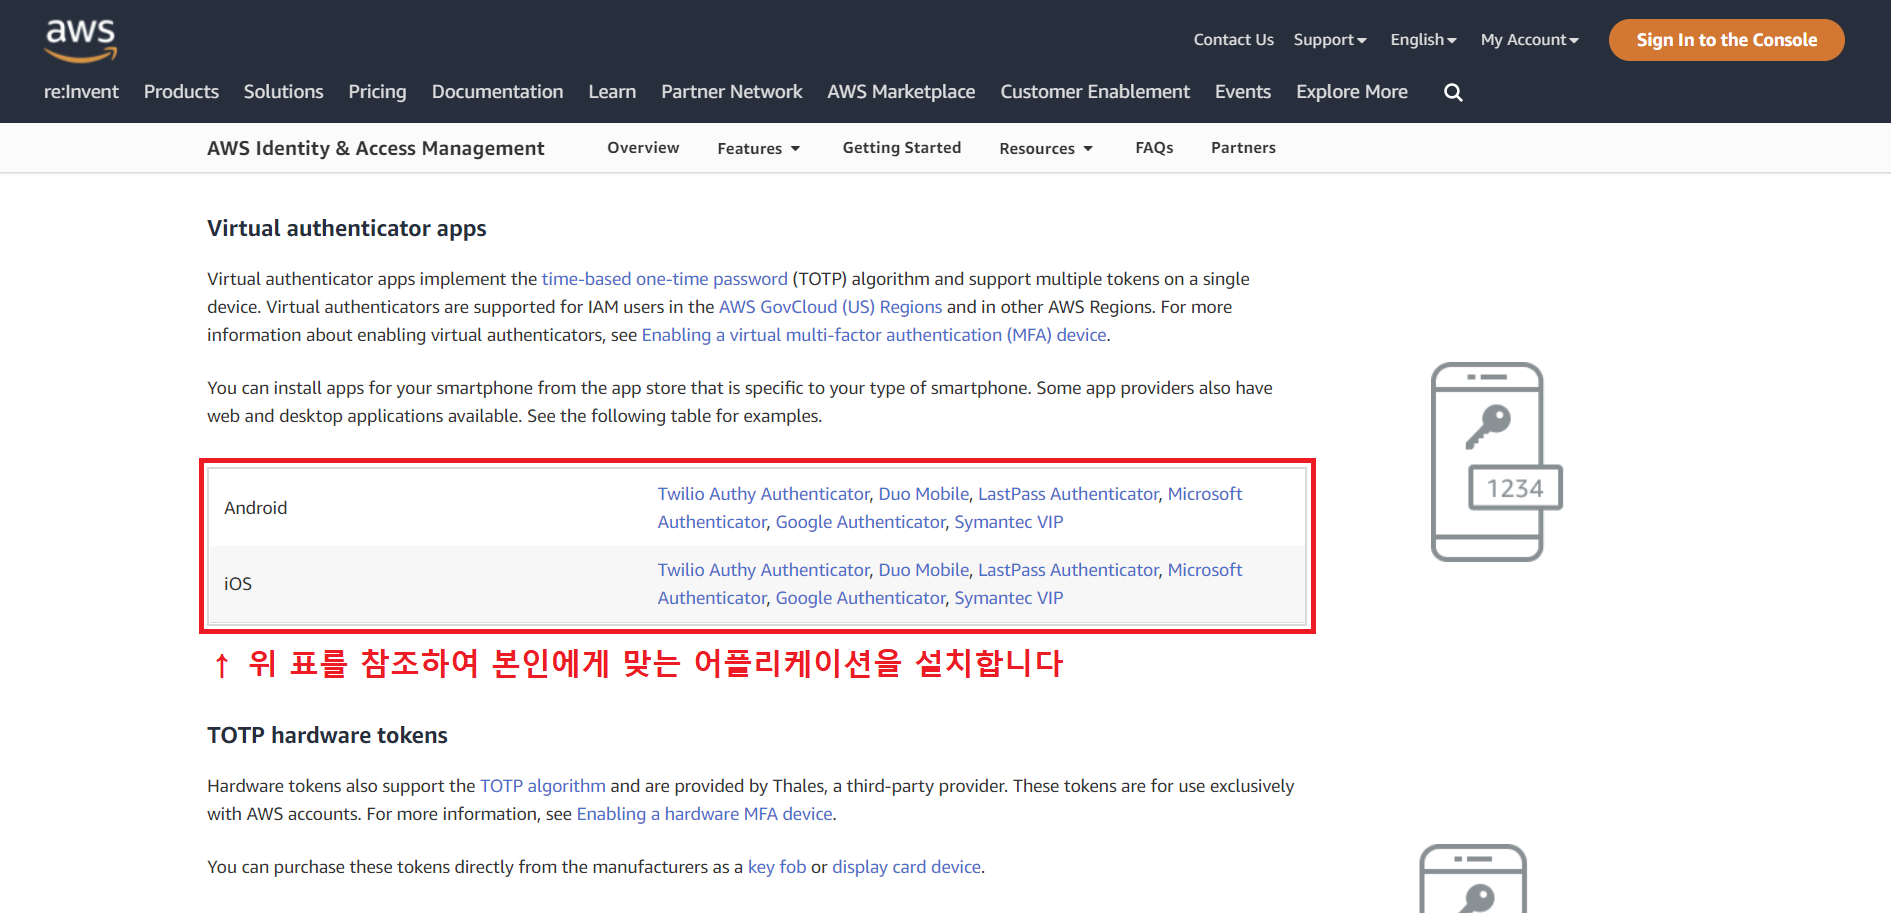 aws
Contact Us Support English My Account Sign In to the Console
re:Invent Products Solutions Pricing Documentation Learn Partner Network AWS Marketplace Customer Enablement Events Explore More
AWS Identity & Access Management Overview Features Getting Started Resources FAQs Partners
Virtual authenticator apps
Virtual authenticator apps implement the time-based one-time password (TOTP) algorithm and support multiple tokens on a single
device. Virtual authenticators are supported for IAM users in the AWS GovCloud (US) Regions and in other AWS Regions. For more
information about enabling virtual authenticators, see Enabling a virtual multi-factor authentication (MFA) device.
You can install apps for your smartphone from the app store that is specific to your type of smartphone. Some app providers also have
web and desktop applications available. See the following table for examples.
1234
Android
Twilio Authy Authenticator, Duo Mobile, LastPass Authenticator, Microsoft
Authenticator, Google Authenticator, Symantec VIP
iOS
Twilio Authy Authenticator, Duo Mobile, LastPass Authenticator, Microsoft
Authenticator, Google Authenticator, Symantec VIP
↑ 위 표를 참조하여 본인에게 맞는 어플리케이션을 설치합니다
TOTP hardware tokens
Hardware tokens also support the TOTP algorithm and are provided by Thales, a third-party provider. These tokens are for use exclusively
with AWS accounts. For more information, see Enabling a hardware MFA device.
You can purchase these tokens directly from the manufacturers as a key fob or display card device.